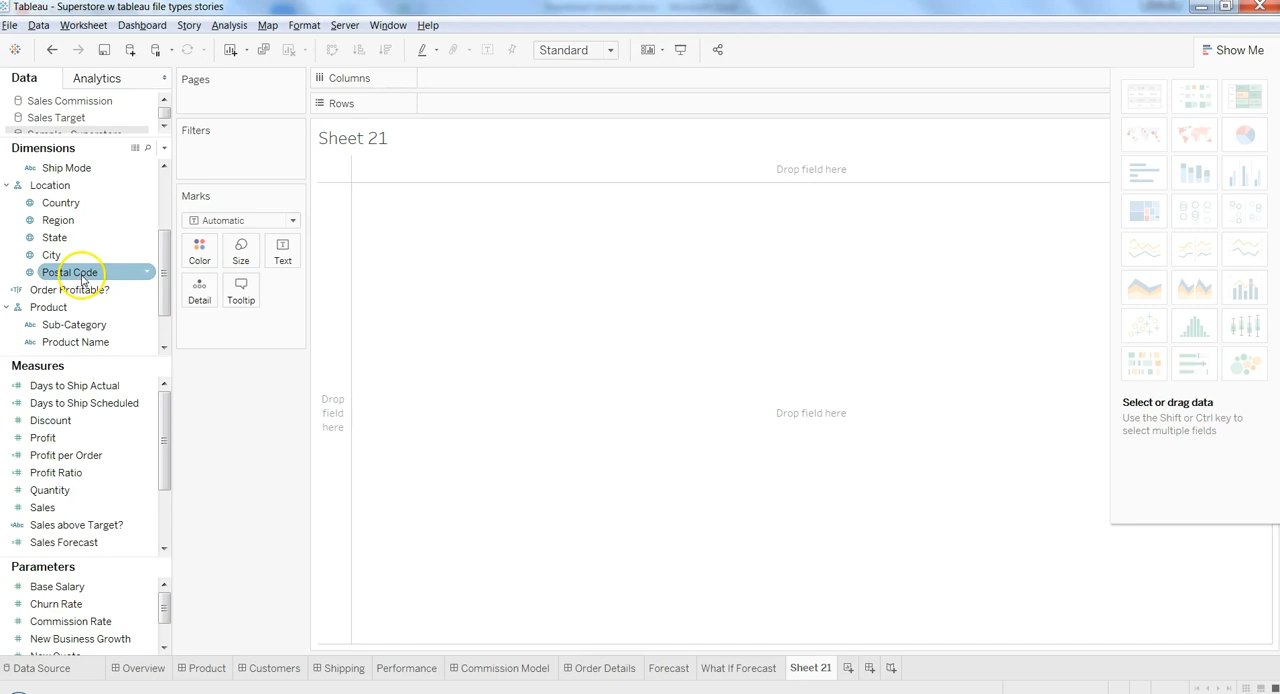 Tableau - Superstore w tableau file types stories
File Data Worksheet Dashboard Story Analysis Map Format Server Window Help
Standard
Show Me
Data Analytics
Sales Commission
Sales Target
Dimensions
Abc Ship Mode
Location
Country
Region
State
City
Postal Code
Order Profitable?
Product
Abc Sub-Category
Abc Product Name
Measures
Days to Ship Actual
Days to Ship Scheduled
Discount
Profit
Profit per Order
Profit Ratio
Quantity
Sales
Abc Sales above Target?
Sales Forecast
Parameters
Base Salary
Churn Rate
Commission Rate
New Business Growth
Pages
Filters
Marks
Automatic
Color Size Text
Detail Tooltip
Columns
Rows
Sheet 21
Drop field here
Drop
field
here
Drop field here
Select or drag data
Use the Shift or Ctrl key to
select multiple fields
Data Source Overview Product Customers Shipping Performance Commission Model Order Details Forecast What If Forecast Sheet 21